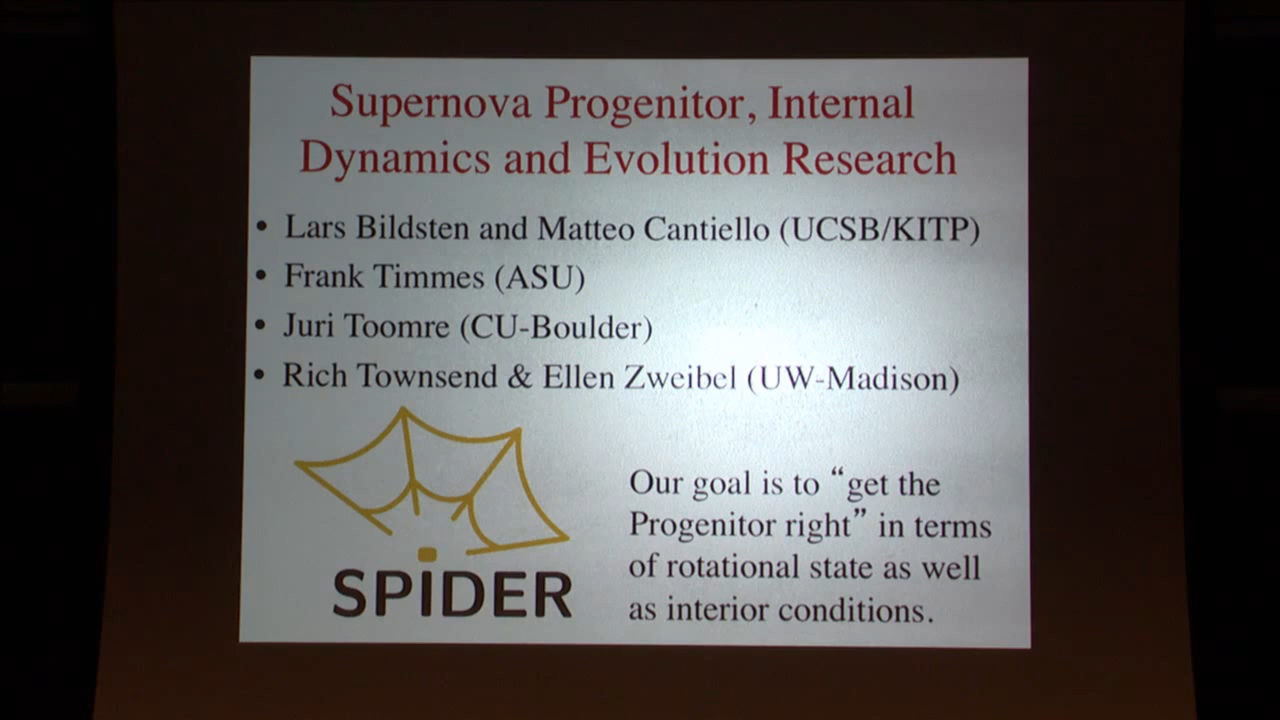 Supernova Progenitor, Internal
Dynamics and Evolution Research
• Lars Bildsten and Matteo Cantiello (UCSB/KITP)
• Frank Timmes (ASU)
• Juri Toomre (CU-Boulder)
• Rich Townsend & Ellen Zweibel (UW-Madison)
SPiDER
Our goal is to “get the
Progenitor right” in terms
of rotational state as well
as interior conditions.